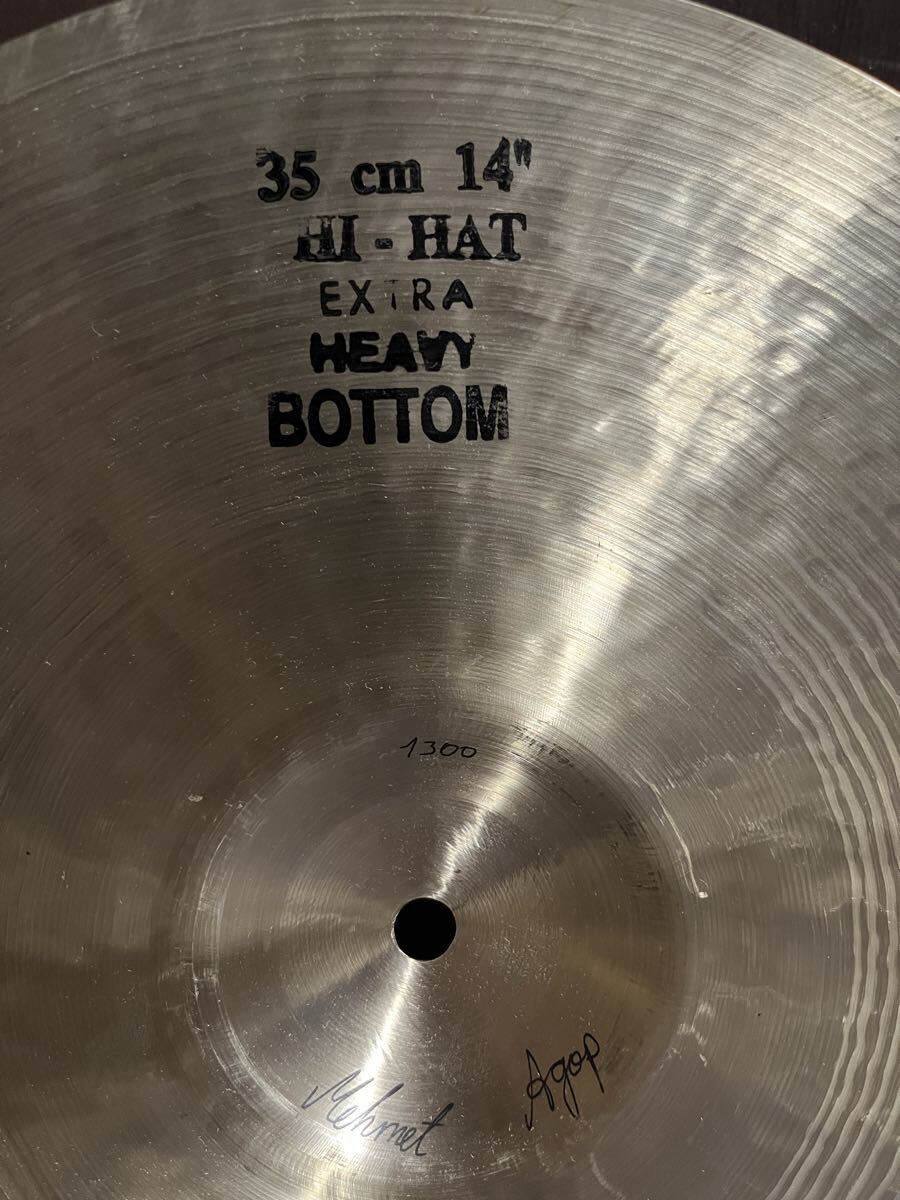 35 cm 14"
HI - HAT
EXTRA
HEAVY
BOTTOM
1300
Mehmet Agop